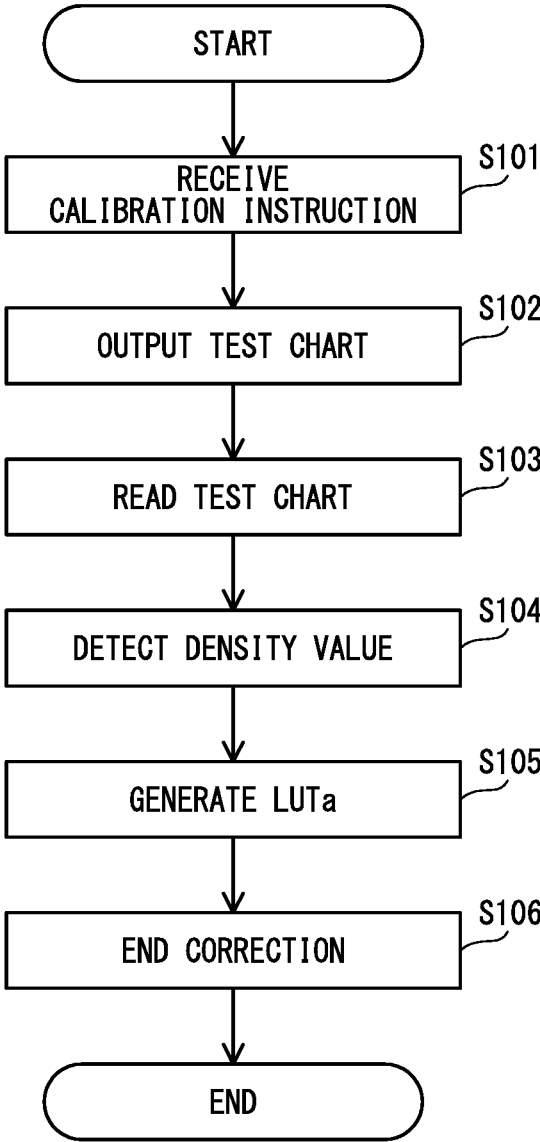 START
S101
RECEIVE
CALIBRATION INSTRUCTION
S102
OUTPUT TEST CHART
S103
READ TEST CHART
S104
DETECT DENSITY VALUE
S105
GENERATE LUTa
S106
END CORRECTION
END